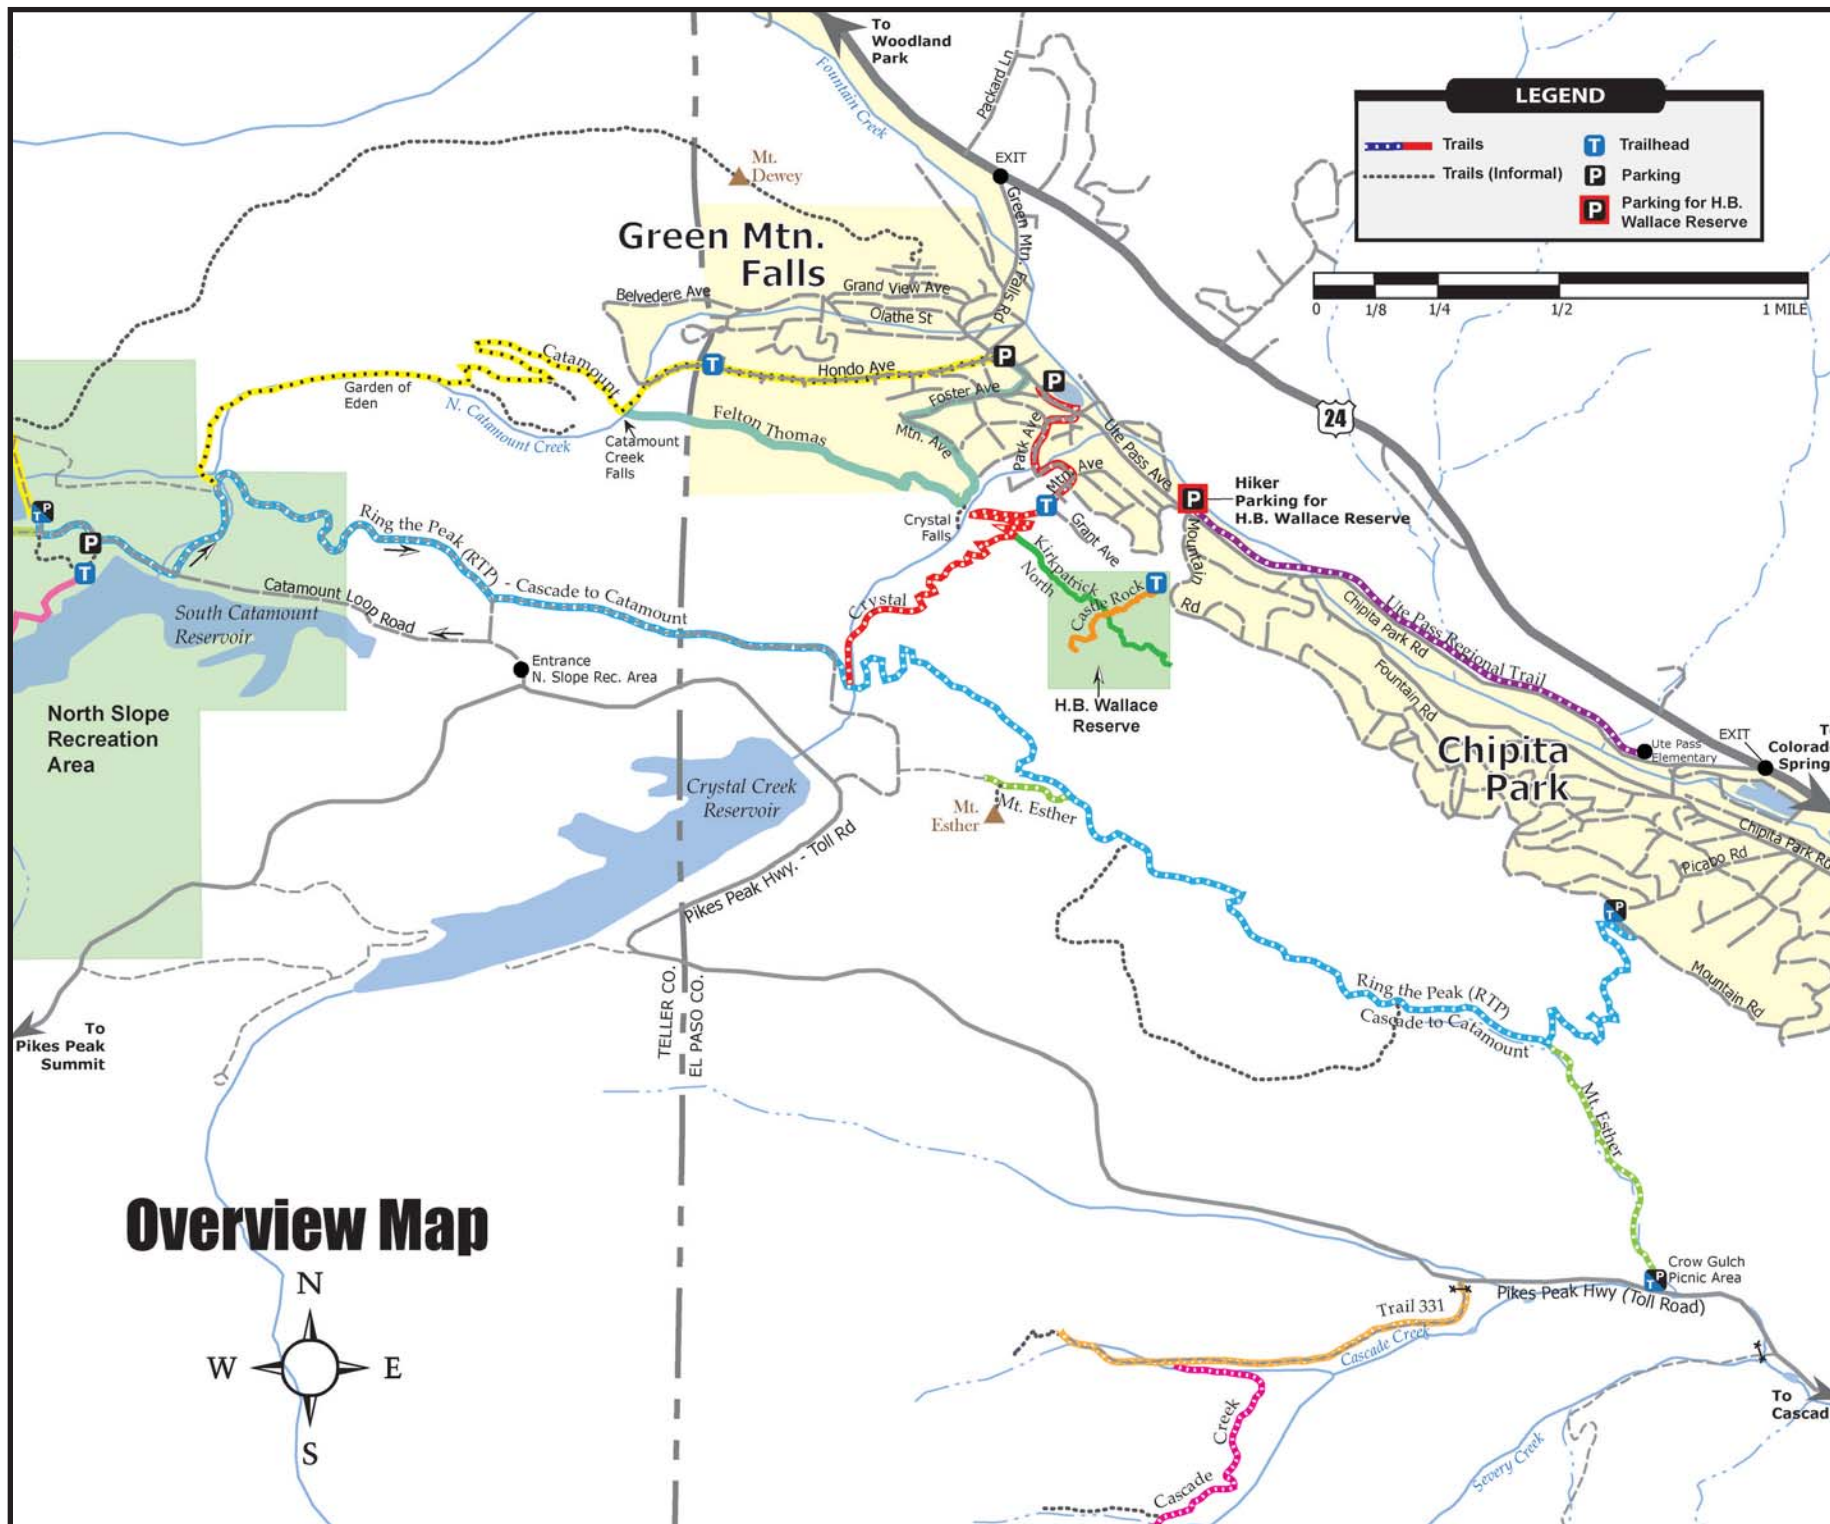 To
Woodland
Park
Fountain Creek
Packard Ln
EXIT
LEGEND
Trails
Trails (Informal)
T
Trailhead
P
Parking
P
Parking for H.B.
Wallace Reserve
0
1/8
1/4
1/2
1 MILE
Mt.
Dewey
Green Mtn.
Falls
Green Mtn. Falls Rd
Belvedere Ave
Grand View Ave
Olathe St
Catamount
T
Hondo Ave
P
P
24
Garden of
Eden
N. Catamount Creek
Foster Ave
Felton Thomas
Mtn. Ave
Park Ave
Ute Pass Ave
Catamount
Creek
Falls
Mtn. Ave
P
Hiker
Parking for
H.B. Wallace Reserve
T
Crystal
Falls
Grant Ave
Mountain
Rd
Ring the Peak (RTP) - Cascade to Catamount
T
P
P
T
Kirkpatrick
North
Castle Rock
T
Crystal
Catamount Loop Road
South Catamount
Reservoir
Ute Pass Regional Trail
Chipita Park Rd
Fountain Rd
Entrance
N. Slope Rec. Area
H.B. Wallace
Reserve
North Slope
Recreation
Area
Chipita
Park
Ute Pass
Elementary
EXIT
Colorad
Spring
Crystal Creek
Reservoir
Mt.
Esther
Mt. Esther
Chipita Park Rd
Picabo Rd
Pikes Peak Hwy. - Toll Rd
T
P
Mountain Rd
Ring the Peak (RTP)
Cascade to Catamount
TELLER CO.
EL PASO CO.
To
Pikes Peak
Summit
Mt. Esther
Overview Map
N
W
E
S
Crow Gulch
Picnic Area
T
P
Pikes Peak Hwy (Toll Road)
Trail 331
Cascade Creek
To
Cascad
Creek
Cascade
Severy Creek